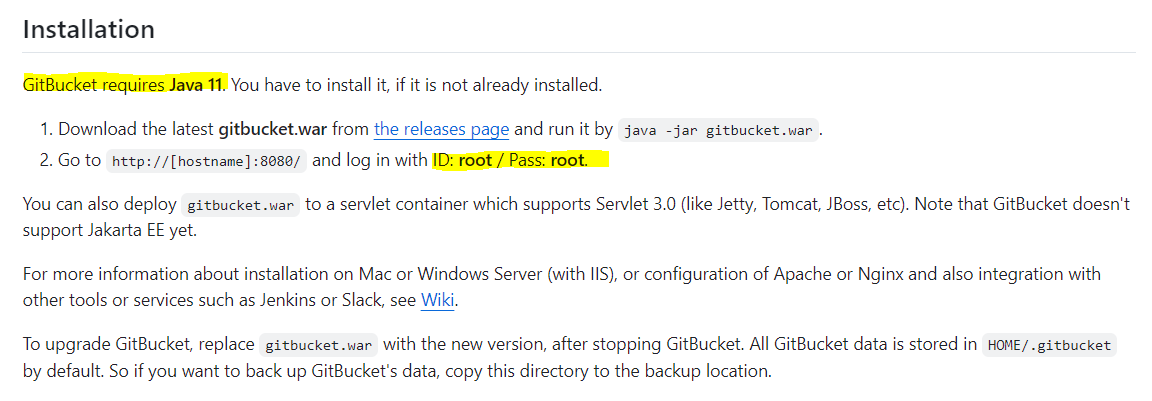 Installation
GitBucket requires Java 11. You have to install it, if it is not already installed.
1. Download the latest gitbucket.war from the releases page and run it by java -jar gitbucket.war.
2. Go to http://[hostname]:8080/ and log in with ID: root / Pass: root.
You can also deploy gitbucket.war to a servlet container which supports Servlet 3.0 (like Jetty, Tomcat, JBoss, etc). Note that GitBucket doesn't
support Jakarta EE yet.
For more information about installation on Mac or Windows Server (with IIS), or configuration of Apache or Nginx and also integration with
other tools or services such as Jenkins or Slack, see Wiki.
To upgrade GitBucket, replace gitbucket.war with the new version, after stopping GitBucket. All GitBucket data is stored in HOME/.gitbucket
by default. So if you want to back up GitBucket's data, copy this directory to the backup location.